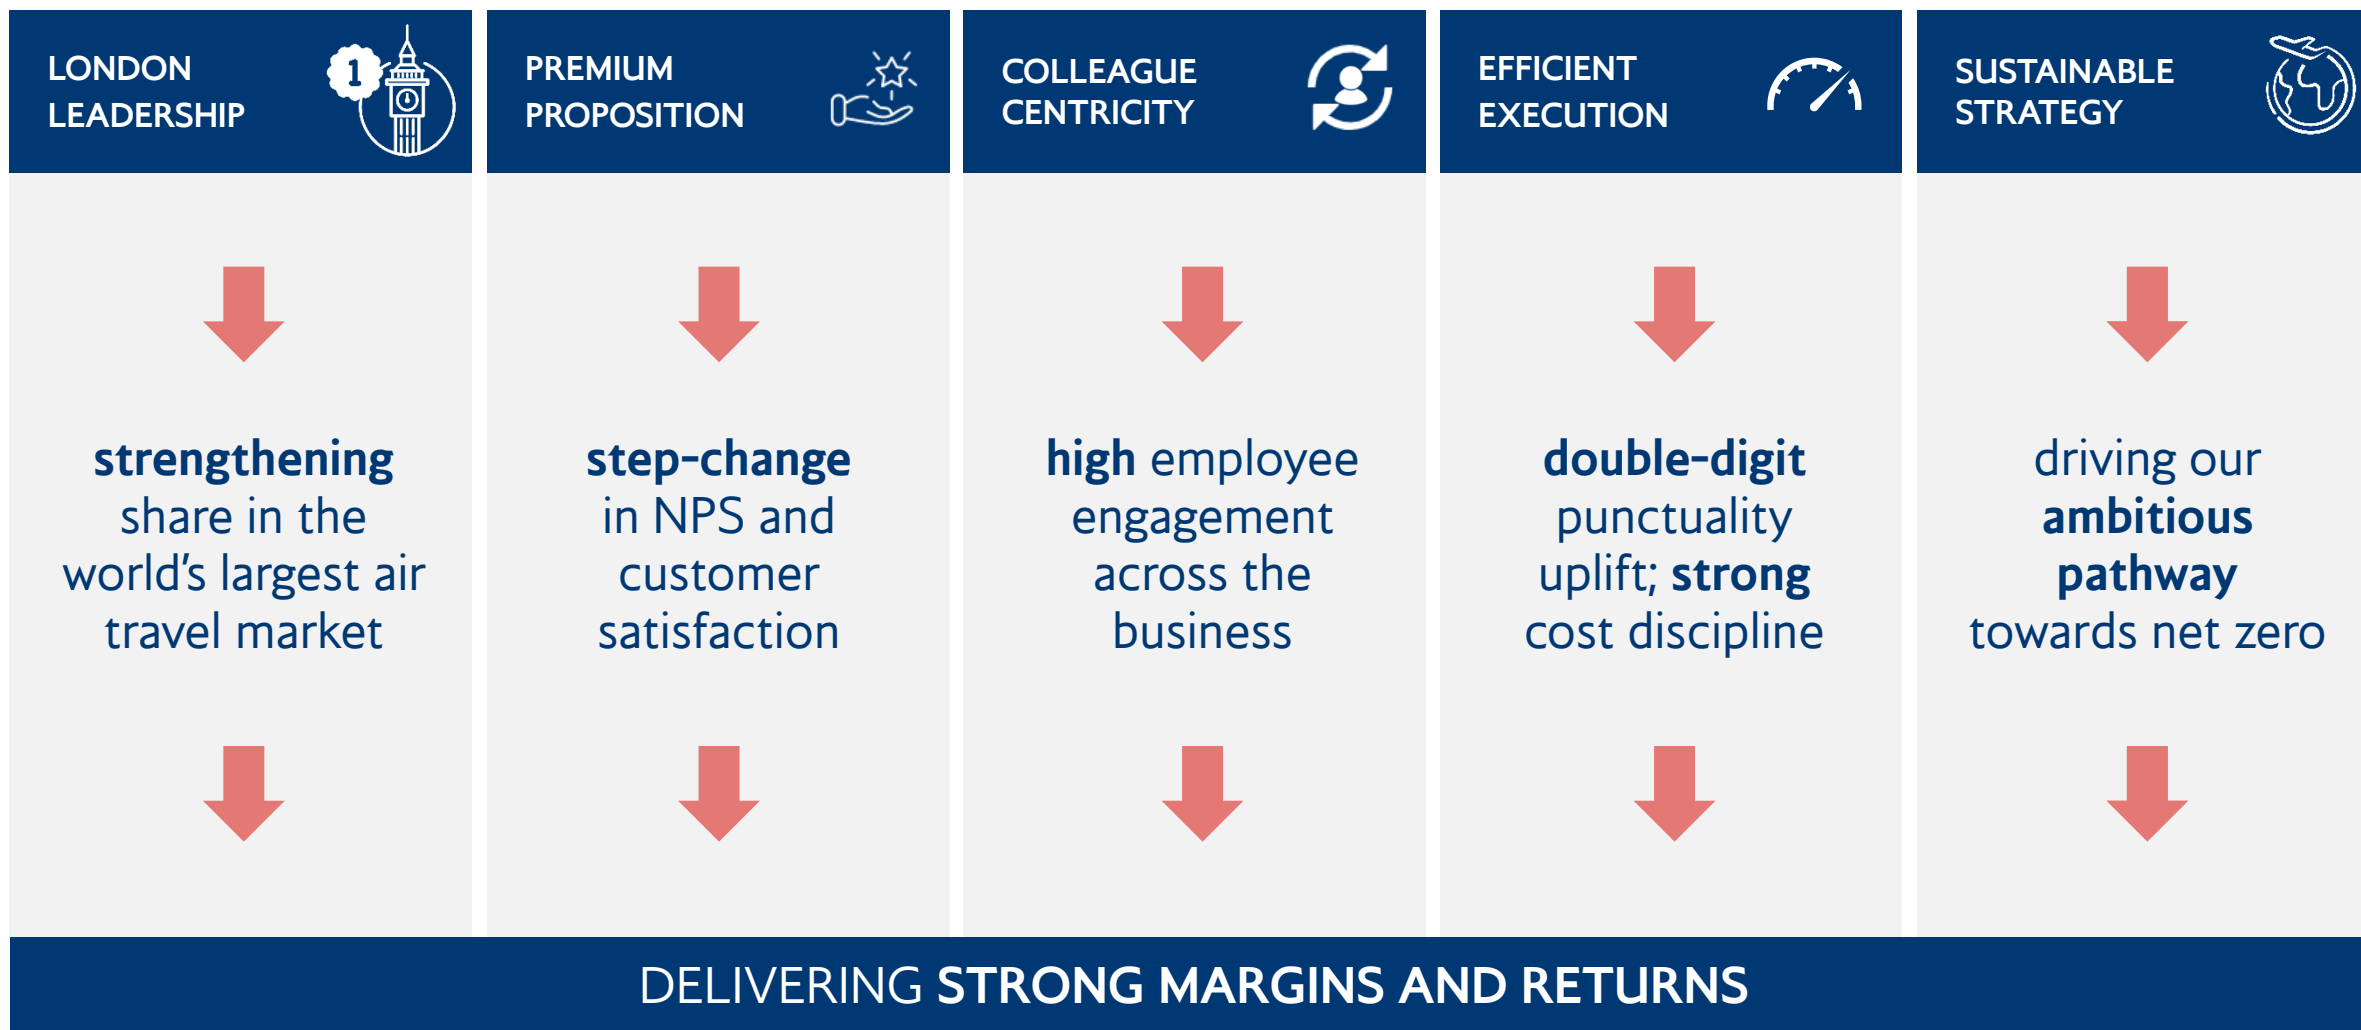 LONDON
LEADERSHIP
1
PREMIUM
PROPOSITION
COLLEAGUE
CENTRICITY
EFFICIENT
EXECUTION
SUSTAINABLE
STRATEGY
strengthening
share in the
world's largest air
travel market
step-change
in NPS and
customer
satisfaction
high employee
engagement
across the
business
double-digit
punctuality
uplift; strong
cost discipline
driving our
ambitious
pathway
towards net zero
DELIVERING STRONG MARGINS AND RETURNS